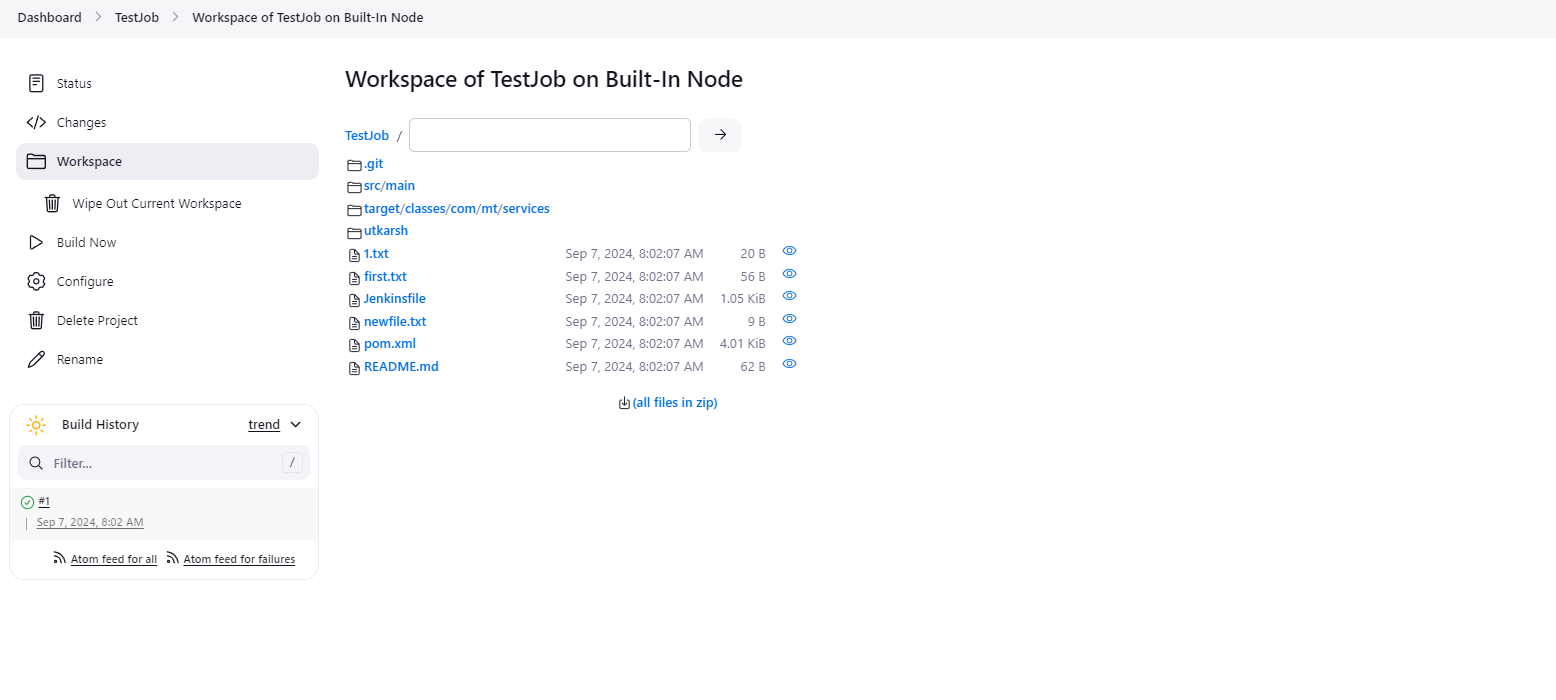 Dashboard > TestJob > Workspace of TestJob on Built-In Node
Status
Changes
Workspace
Wipe Out Current Workspace
Build Now
Configure
Delete Project
Rename
Build History trend
Filter... /
#1
| Sep 7, 2024, 8:02 AM
Atom feed for all Atom feed for failures
Workspace of TestJob on Built-In Node
TestJob /
.git
src/main
target/classes/com/mt/services
utkarsh
1.txt Sep 7, 2024, 8:02:07 AM 20 B
first.txt Sep 7, 2024, 8:02:07 AM 56 B
Jenkinsfile Sep 7, 2024, 8:02:07 AM 1.05 KiB
newfile.txt Sep 7, 2024, 8:02:07 AM 9 B
pom.xml Sep 7, 2024, 8:02:07 AM 4.01 KiB
README.md Sep 7, 2024, 8:02:07 AM 62 B
(all files in zip)